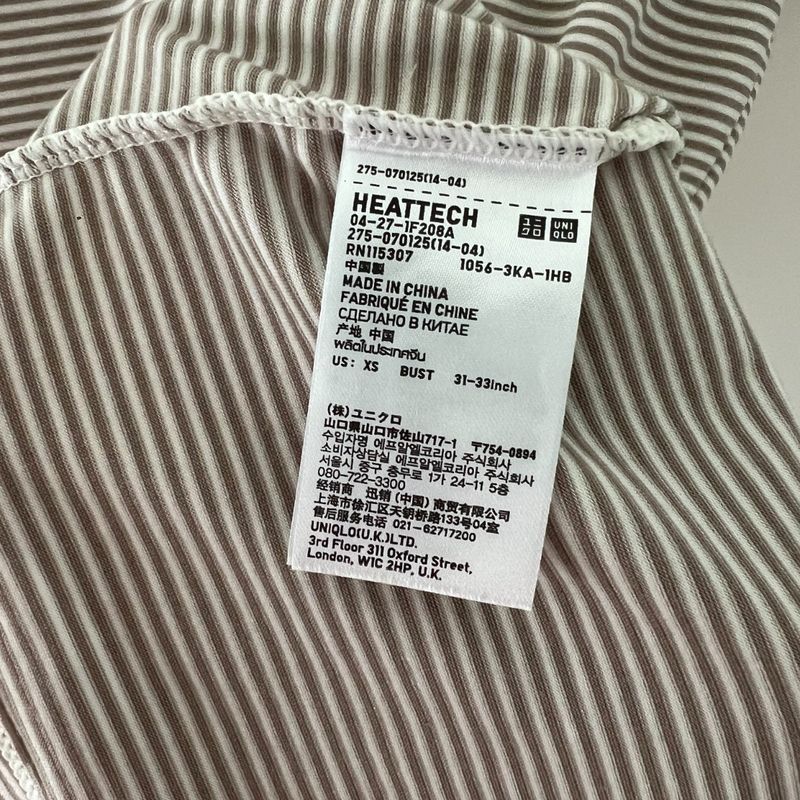 275-070125(14-04)
HEATTECH
ユニ
クロ
UNI
QLO
04-27-1F208A
275-070125(14-04)
RN115307 1056-3KA-1HB
中国製
MADE IN CHINA
FABRIQUÉ EN CHINE
СДЕЛАНО В КИТАЕ
产地 中国
ผลิตในประเทศจีน
US: XS BUST 31-33inch
(株)ユニクロ
山口県山口市佐山717-1 〒754-0894
수입자명 에프알엘코리아 주식회사
소비자상담실 에프알엘코리아 주식회사
서울시 중구 충무로 1가 24-11 5층
080-722-3300
经销商 迅销(中国)商贸有限公司
上海市徐汇区天钥桥路133号04室
售后服务电话 021-62717200
UNIQLO(U.K.)LTD.
3rd Floor 311 Oxford Street,
London, W1C 2HP, U.K.